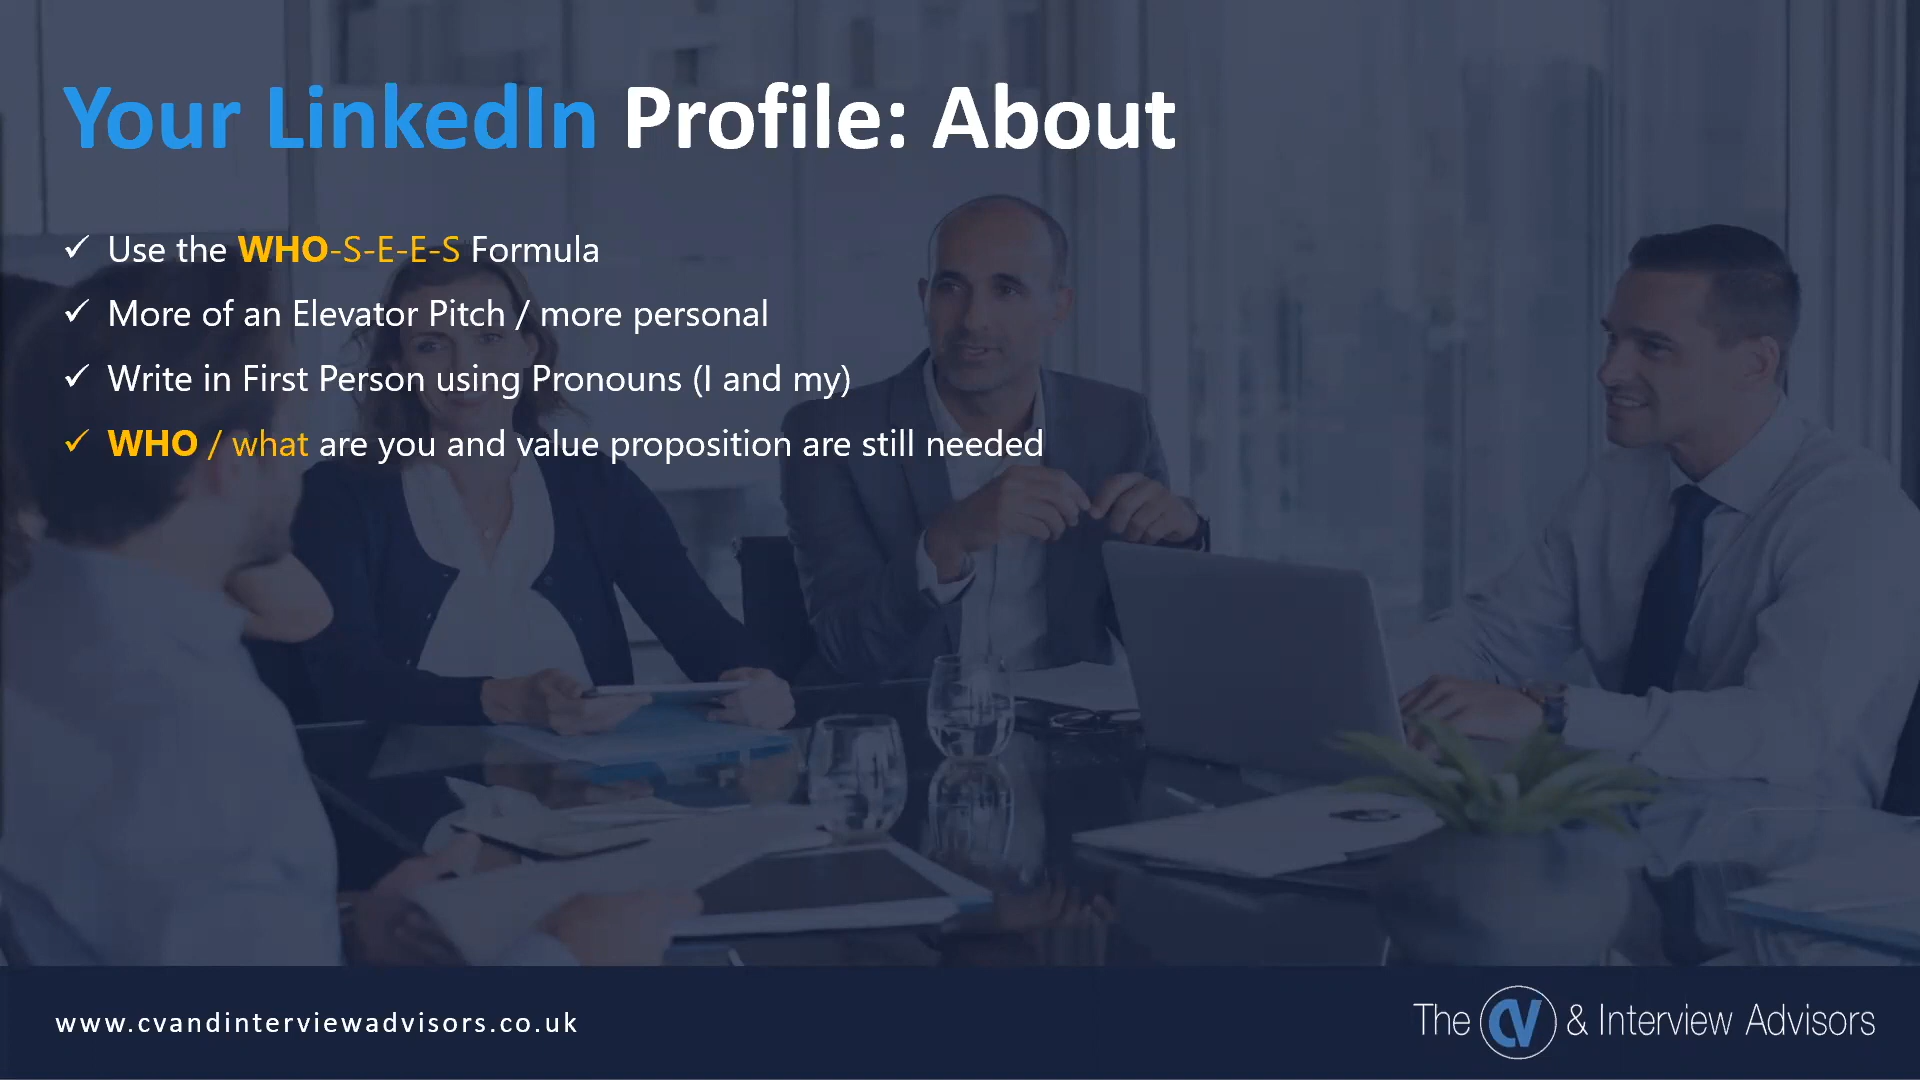 Your LinkedIn Profile: About
✓ Use the WHO-S-E-E-S Formula
✓ More of an Elevator Pitch / more personal
✓ Write in First Person using Pronouns (I and my)
✓ WHO / what are you and value proposition are still needed
www.cvandinterviewadvisors.co.uk
The CV & Interview Advisors